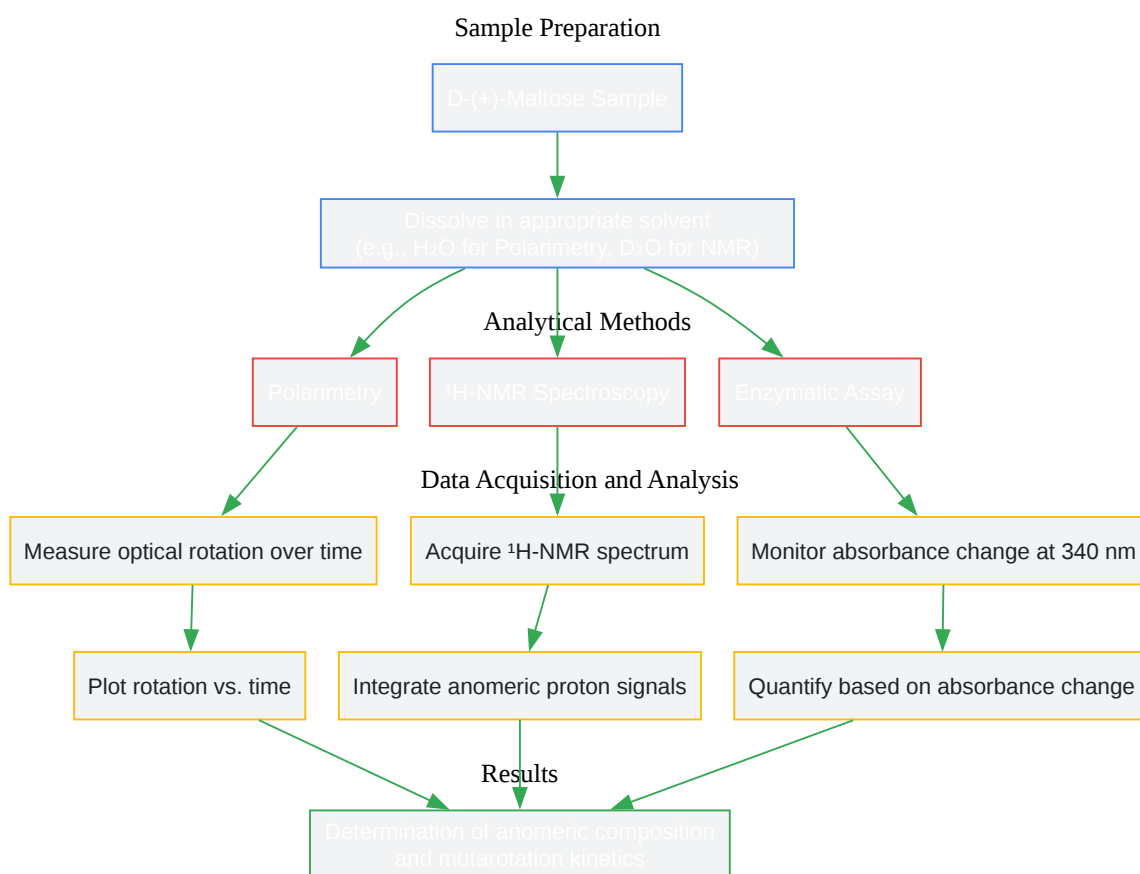 Sample Preparation
D-(+)-Maltose Sample
Dissolve in appropriate solvent
(e.g., H₂O for Polarimetry, D₂O for NMR)
Analytical Methods
Polarimetry
¹H-NMR Spectroscopy
Enzymatic Assay
Data Acquisition and Analysis
Measure optical rotation over time
Acquire ¹H-NMR spectrum
Monitor absorbance change at 340 nm
Plot rotation vs. time
Integrate anomeric proton signals
Quantify based on absorbance change
Results
Determination of anomeric composition
and mutarotation kinetics